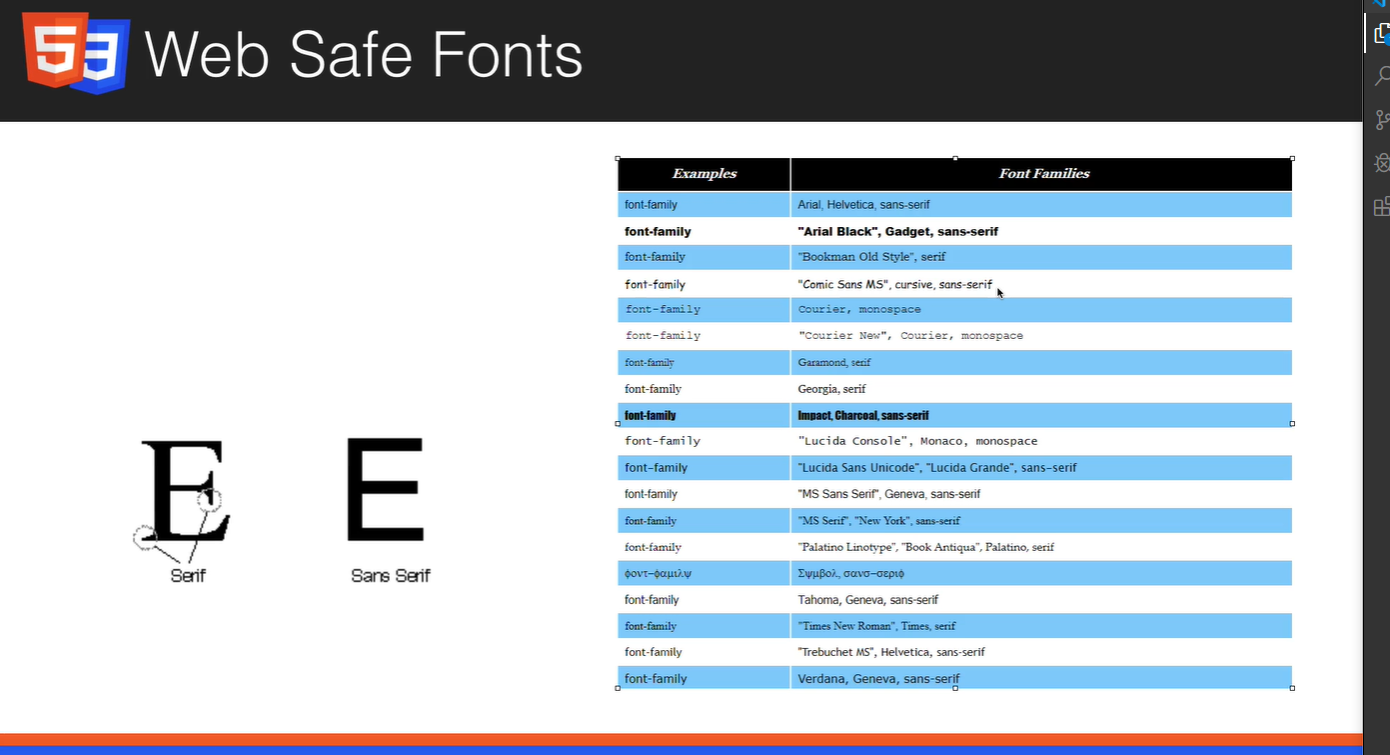 5 3 Web Safe Fonts
Examples Font Families
font-family Arial, Helvetica, sans-serif
font-family "Arial Black", Gadget, sans-serif
font-family "Bookman Old Style", serif
font-family "Comic Sans MS", cursive, sans-serif
font-family Courier, monospace
font-family "Courier New", Courier, monospace
font-family Garamond, serif
font-family Georgia, serif
font-family Impact, Charcoal, sans-serif
font-family "Lucida Console", Monaco, monospace
font-family "Lucida Sans Unicode", "Lucida Grande", sans-serif
font-family "MS Sans Serif", Geneva, sans-serif
font-family "MS Serif", "New York", sans-serif
font-family "Palatino Linotype", "Book Antiqua", Palatino, serif
φοντ−φαμιλψ Σψμβολ, σανσ−σεριφ
font-family Tahoma, Geneva, sans-serif
font-family "Times New Roman", Times, serif
font-family "Trebuchet MS", Helvetica, sans-serif
font-family Verdana, Geneva, sans-serif
E E
Serif Sans Serif